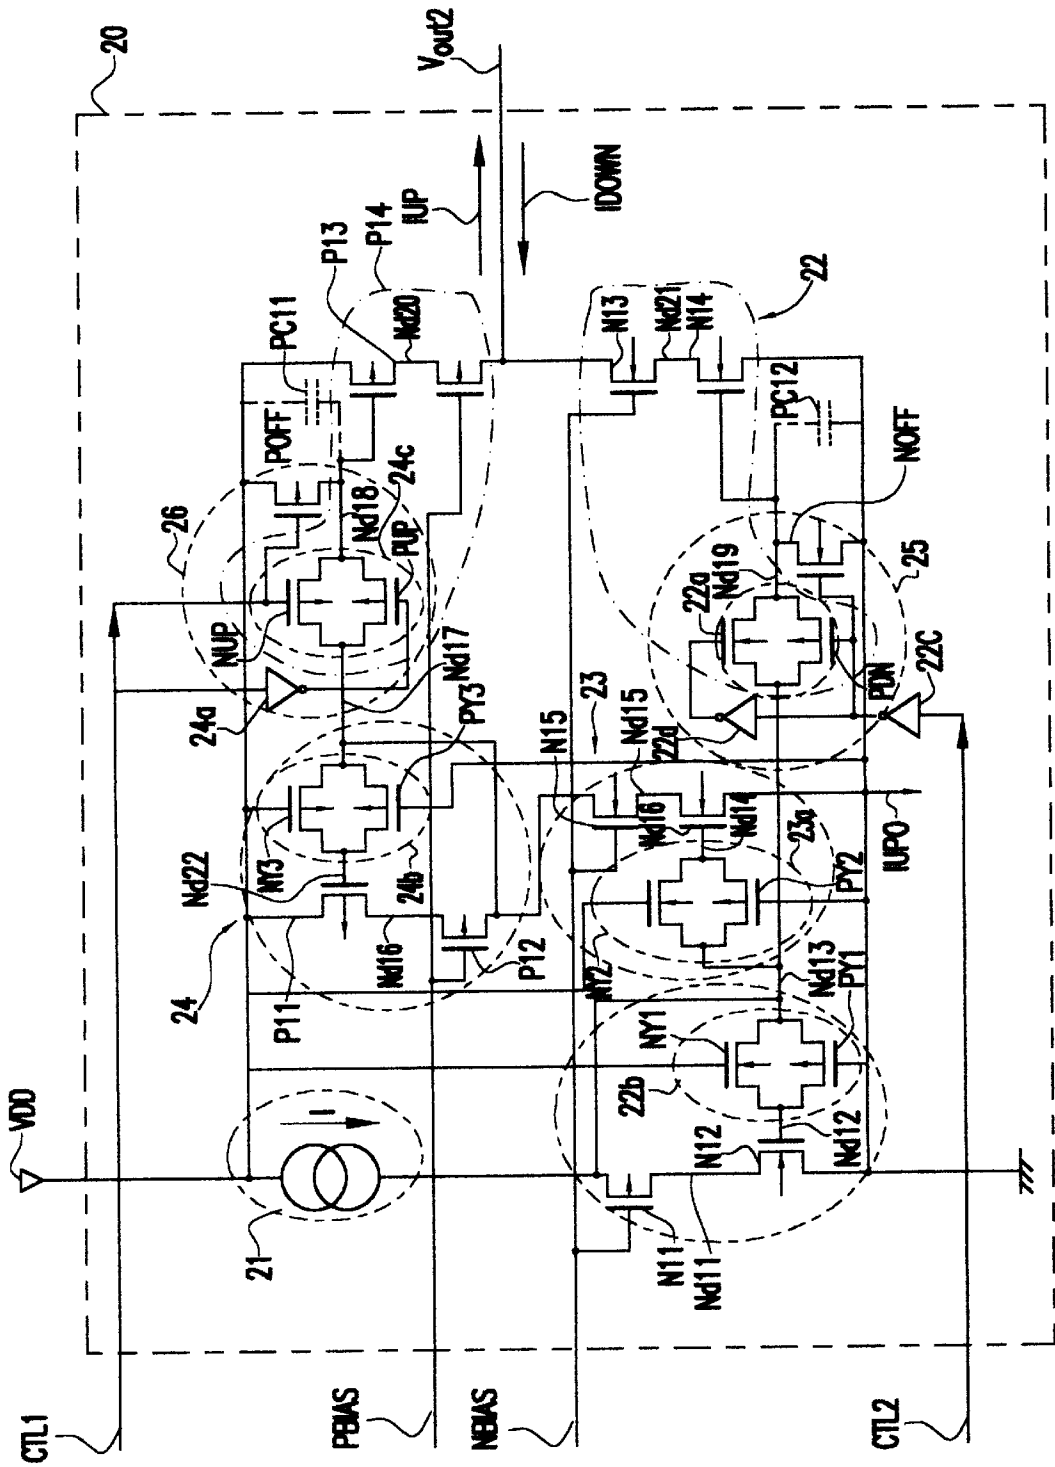 20
Vout2
IUP
IDOWN
P13
P14
PC11
Nd20
POFF
26
24c
Nd18
PUP
NUP
Nd17
24a
PY3
NY3
24b
Nd22
24
P11
Nd16
P12
VDD
I
21
N13
Nd21
N14
22
PC12
NOFF
Nd19
22a
25
PDN
22C
22d
23
N15
Nd15
Nd16
Nd14
23a
IUPO
PY2
NY2
Nd13
PY1
NY1
22b
N12
Nd12
N11
Nd11
CTL1
PBIAS
NBIAS
CTL2